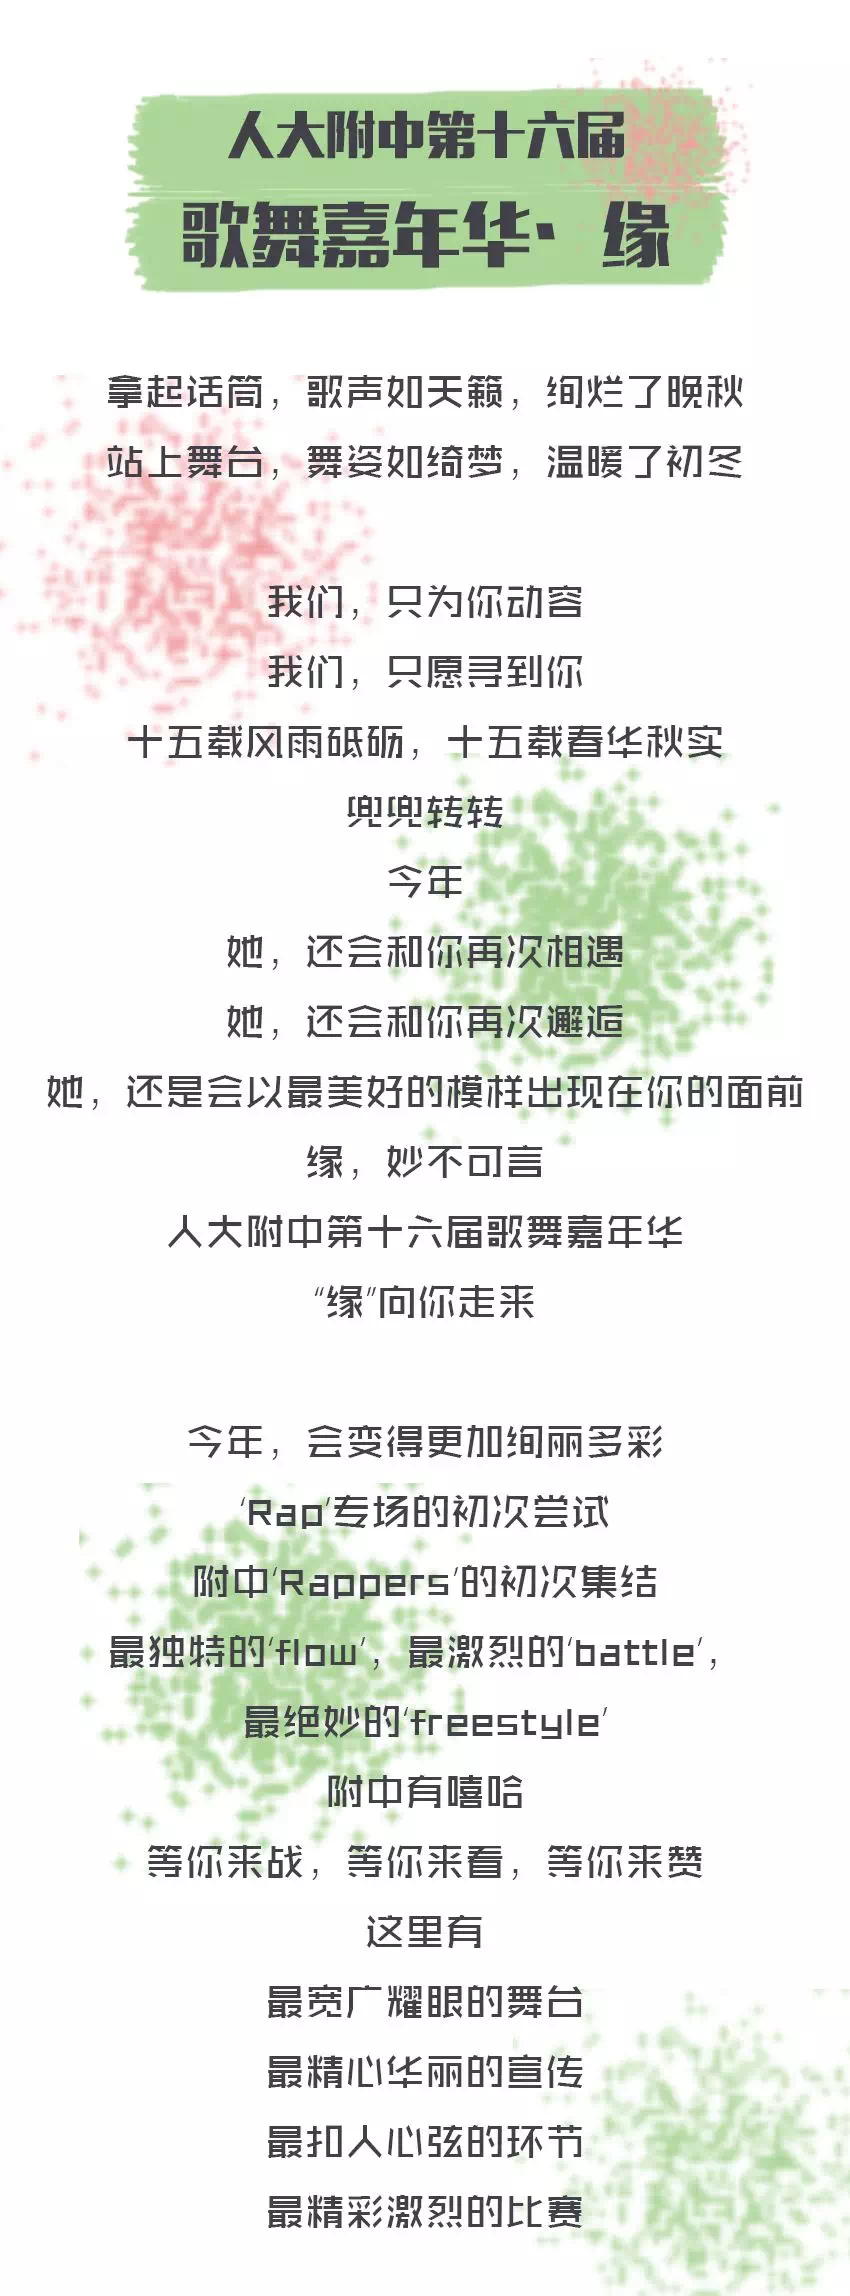 人大附中第十六届
歌舞嘉年华·缘
拿起话筒，歌声如天籁，绚烂了晚秋
站上舞台，舞姿如绮梦，温暖了初冬
我们，只为你动容
我们，只愿寻到你
十五载风雨砥砺，十五载春华秋实
兜兜转转
今年
她，还会和你再次相遇
她，还会和你再次邂逅
她，还是会以最美好的模样出现在你的面前
缘，妙不可言
人大附中第十六届歌舞嘉年华
“缘”向你走来
今年，会变得更加绚丽多彩
‘Rap’专场的初次尝试
附中‘Rappers’的初次集结
最独特的‘flow’，最激烈的‘battle’，
最绝妙的‘freestyle’
附中有嘻哈
等你来战，等你来看，等你来赞
这里有
最宽广耀眼的舞台
最精心华丽的宣传
最扣人心弦的环节
最精彩激烈的比赛